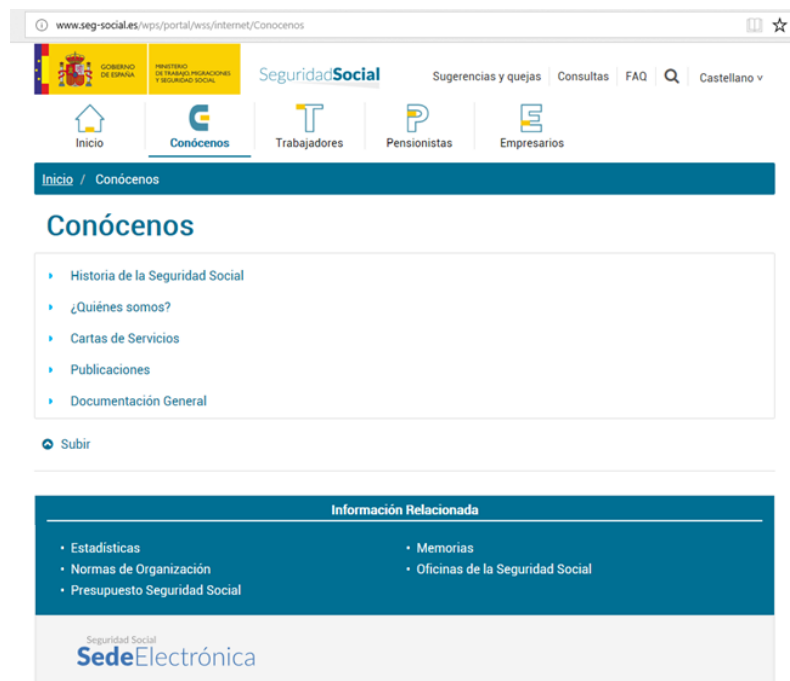 www.seg-social.es/wps/portal/wss/internet/Conocenos
GOBIERNO
DE ESPAÑA
MINISTERIO
DE TRABAJO, MIGRACIONES
Y SEGURIDAD SOCIAL
SeguridadSocial
Sugerencias y quejas
Consultas
FAQ
Castellano
Inicio
Conócenos
Trabajadores
Pensionistas
Empresarios
Inicio / Conócenos
Conócenos
Historia de la Seguridad Social
¿Quiénes somos?
Cartas de Servicios
Publicaciones
Documentación General
Subir
Información Relacionada
• Estadísticas
• Normas de Organización
• Presupuesto Seguridad Social
• Memorias
• Oficinas de la Seguridad Social
Seguridad Social
SedeElectrónica